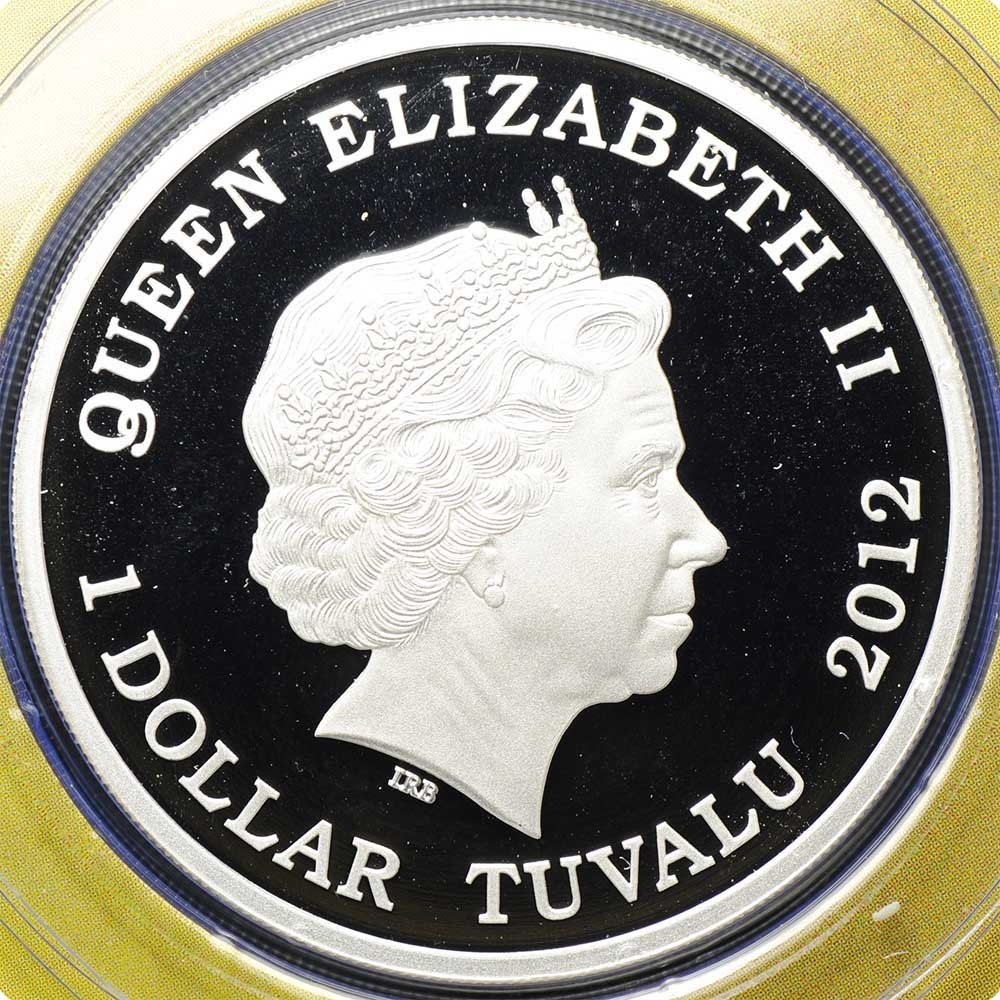 QUEEN ELIZABETH II
2012
1 DOLLAR TUVALU
IRB